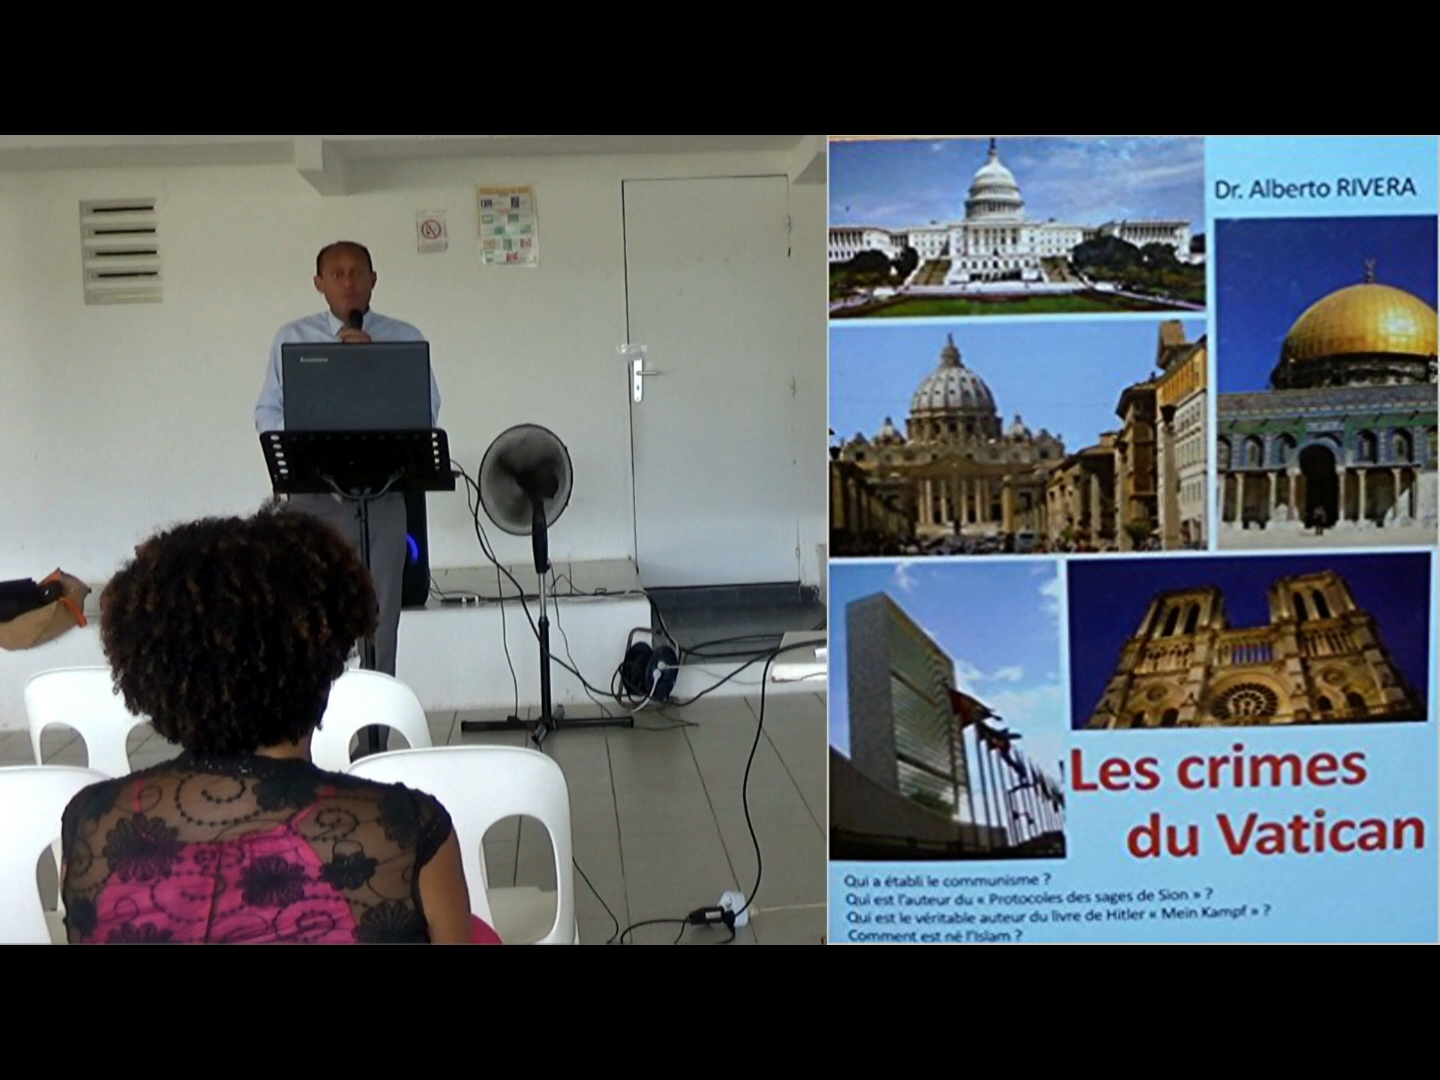 lenovo
Dr. Alberto RIVERA
Les crimes
du Vatican
Qui a établi le communisme ?
Qui est l'auteur du « Protocoles des sages de Sion » ?
Qui est le véritable auteur du livre de Hitler « Mein Kampf » ?
Comment est né l'Islam ?